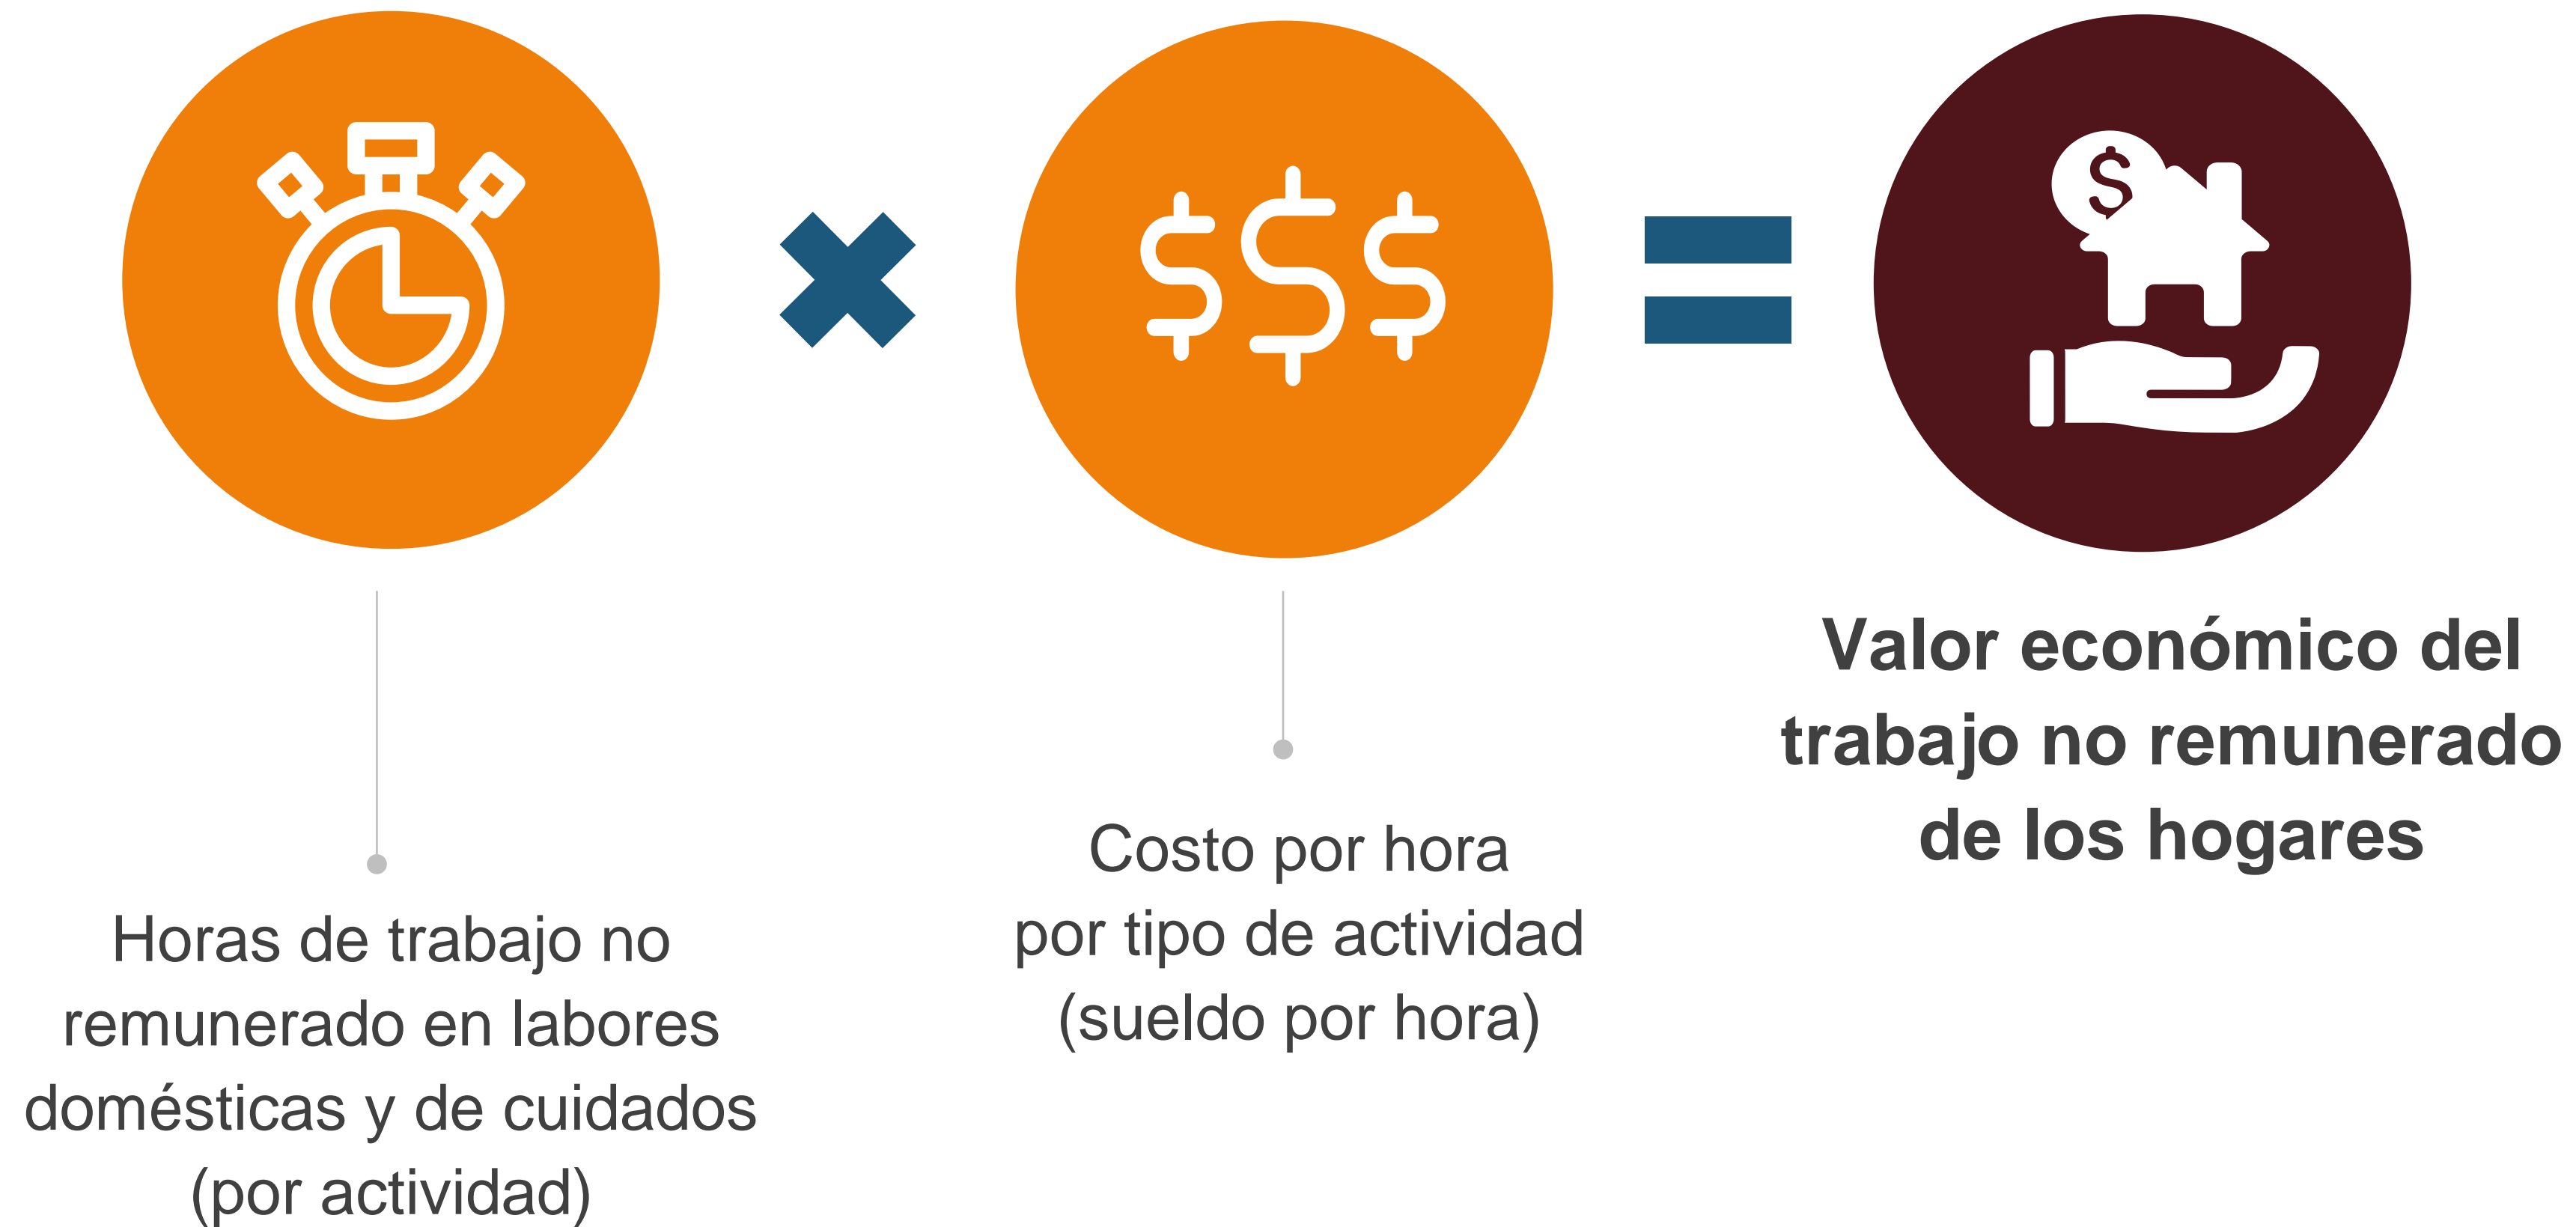 Horas de trabajo no
remunerado en labores
domésticas y de cuidados
(por actividad)
Costo por hora
por tipo de actividad
(sueldo por hora)
Valor económico del
trabajo no remunerado
de los hogares